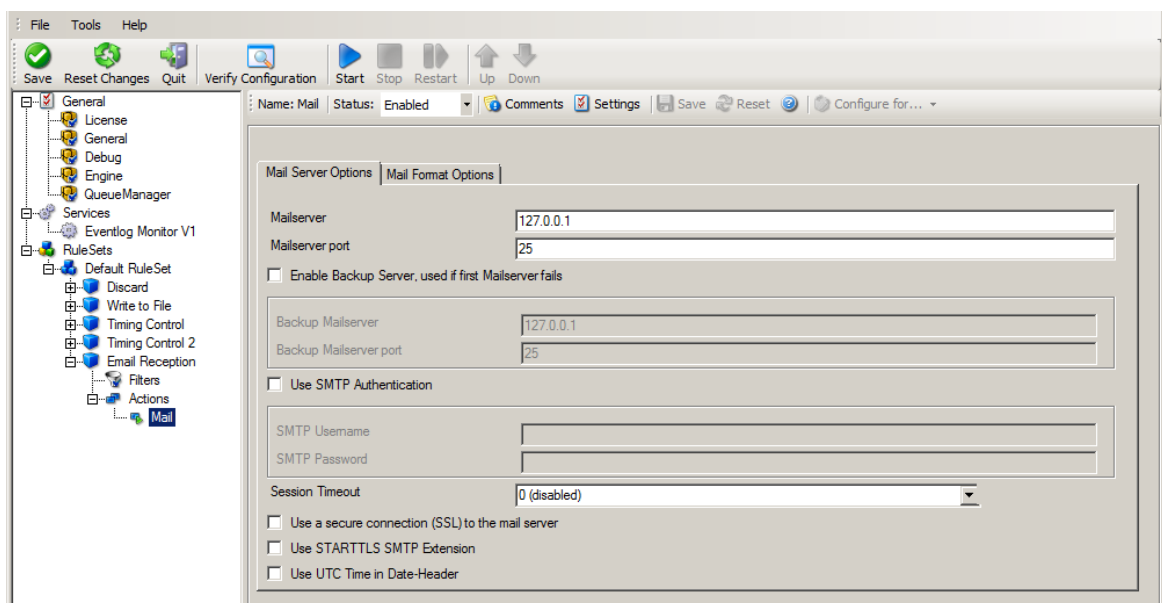 File Tools Help
Save Reset Changes Quit Verify Configuration Start Stop Restart Up Down
General
License
General
Debug
Engine
QueueManager
Services
Eventlog Monitor V1
RuleSets
Default RuleSet
Discard
Write to File
Timing Control
Timing Control 2
Email Reception
Filters
Actions
Mail
Name: Mail Status: Enabled Comments Settings Save Reset Configure for...
Mail Server Options Mail Format Options
Mailserver 127.0.0.1
Mailserver port 25
Enable Backup Server, used if first Mailserver fails
Backup Mailserver 127.0.0.1
Backup Mailserver port 25
Use SMTP Authentication
SMTP Username
SMTP Password
Session Timeout 0 (disabled)
Use a secure connection (SSL) to the mail server
Use STARTTLS SMTP Extension
Use UTC Time in Date-Header